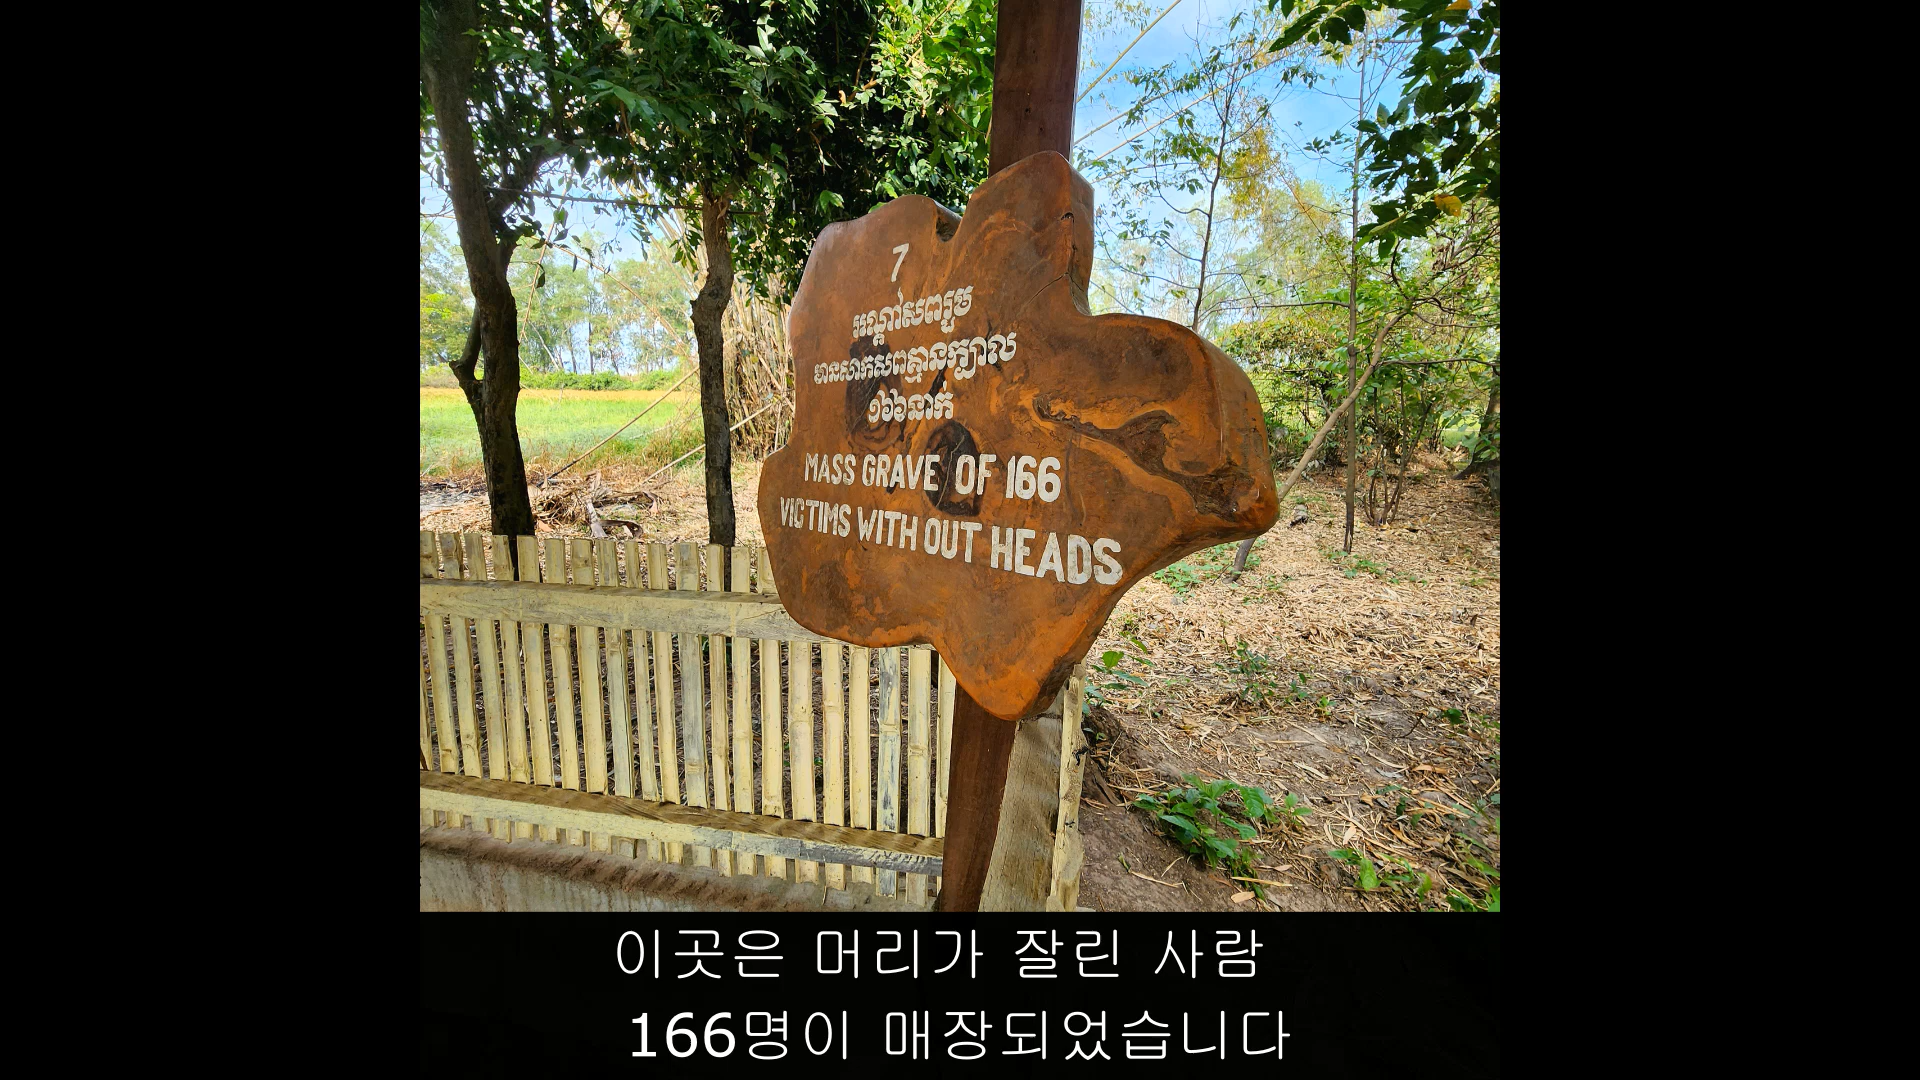 7
រណ្តៅសពរួម
មានសាកសពគ្មានក្បាល
១៦៦នាក់
MASS GRAVE OF 166
VICTIMS WITH OUT HEADS
이곳은 머리가 잘린 사람
166명이 매장되었습니다